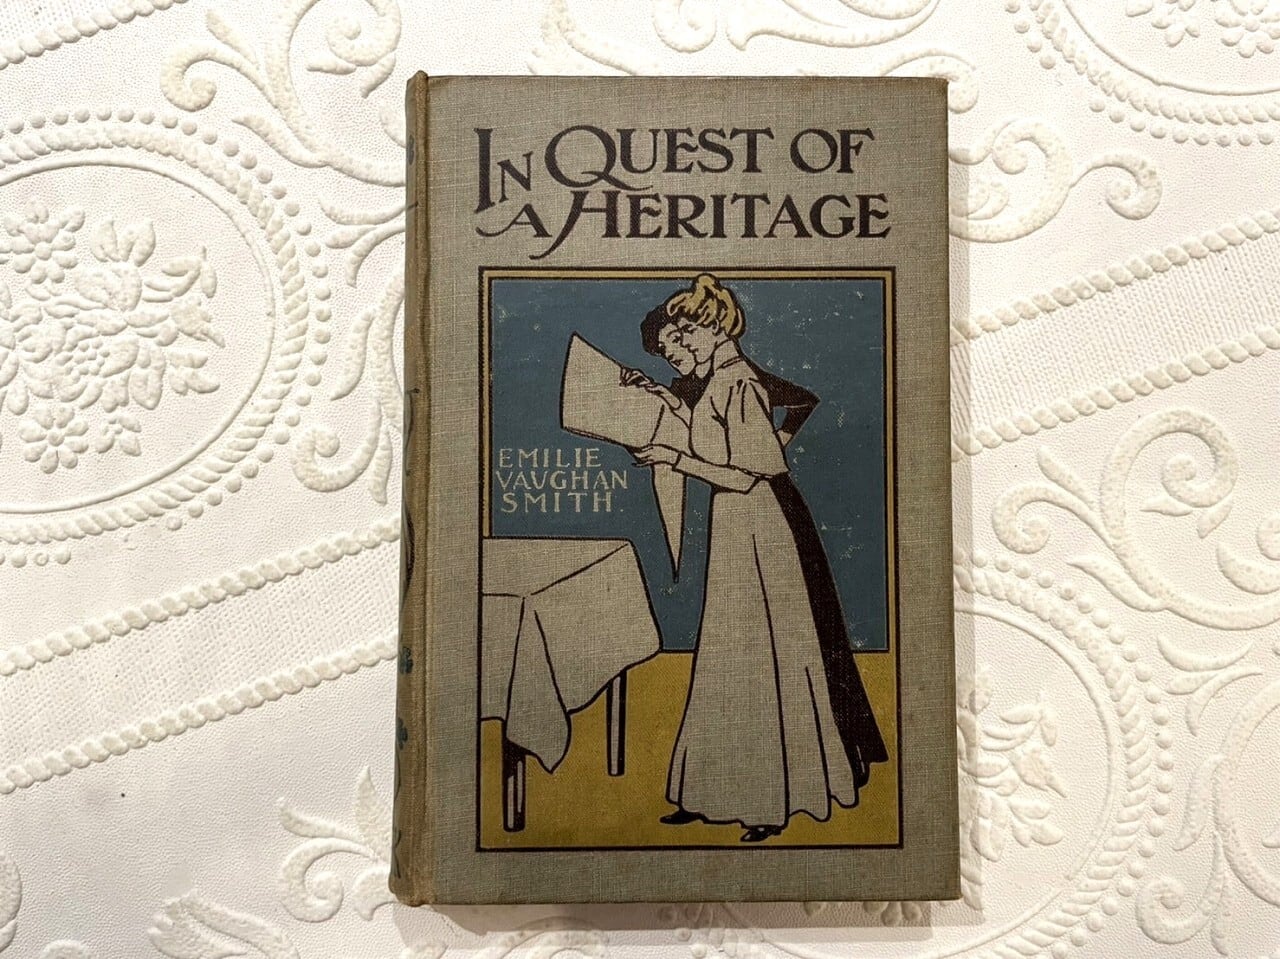 IN QUEST OF
A HERITAGE
EMILIE
VAUGHAN
SMITH.